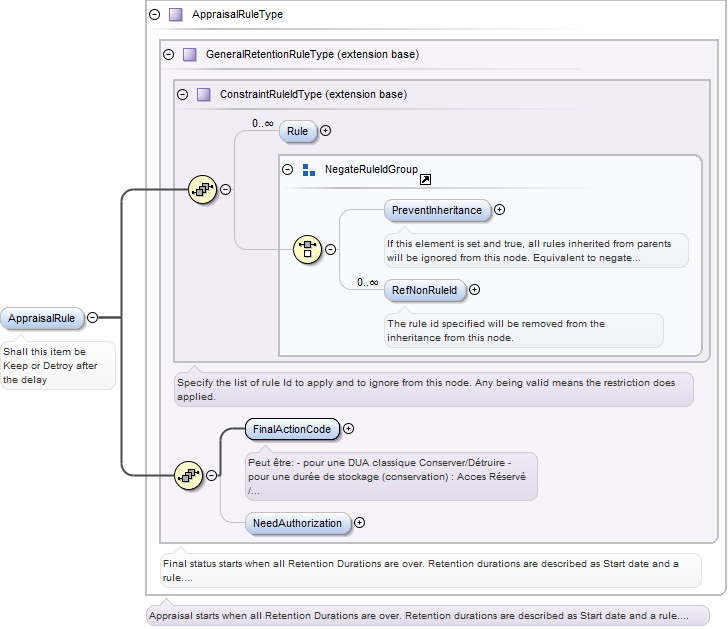 AppraisalRuleType
GeneralRetentionRuleType (extension base)
ConstraintRuleIdType (extension base)
0..∞
Rule
NegateRuleIdGroup
PreventInheritance
If this element is set and true, all rules inherited from parents
will be ignored from this node. Equivalent to negate...
0..∞
RefNonRuleId
The rule id specified will be removed from the
inheritance from this node.
AppraisalRule
Shall this item be
Keep or Detroy after
the delay
Specify the list of rule Id to apply and to ignore from this node. Any being valid means the restriction does
applied.
FinalActionCode
Peut être: - pour une DUA classique Conserver/Détruire -
pour une durée de stockage (conservation) : Acces Réservé
/...
NeedAuthorization
Final status starts when all Retention Durations are over. Retention durations are described as Start date and a
rule....
Appraisal starts when all Retention Durations are over. Retention durations are described as Start date and a rule....